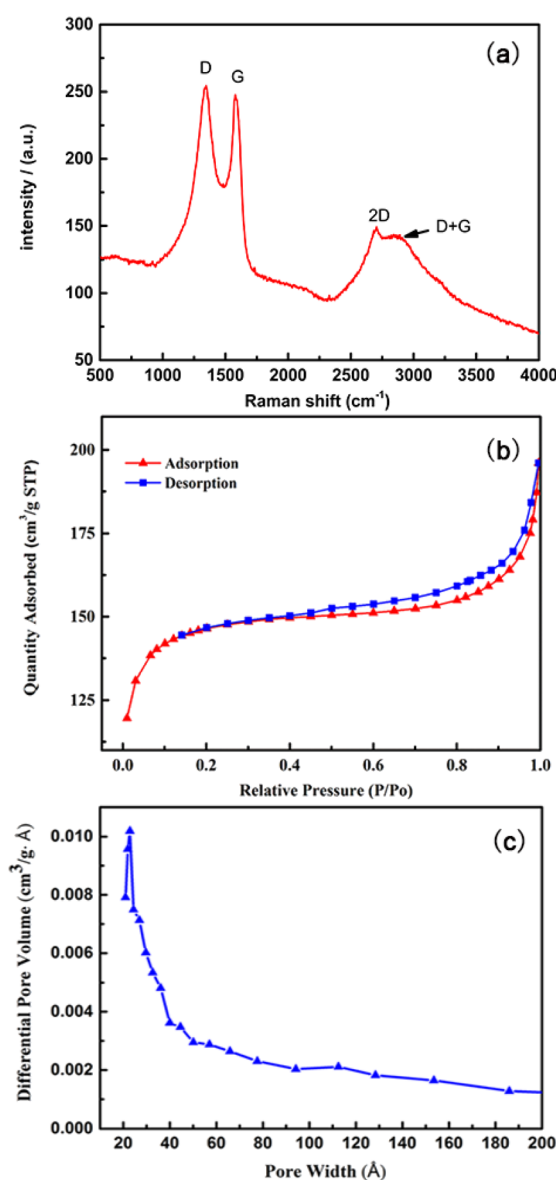 (a)
300
250
200
150
100
50
intensity / (a.u.)
D
G
2D
D+G
500 1000 1500 2000 2500 3000 3500 4000
Raman shift (cm⁻¹)
(b)
200
175
150
125
Quantity Adsorbed (cm³/g STP)
Adsorption
Desorption
0.0 0.2 0.4 0.6 0.8 1.0
Relative Pressure (P/Po)
(c)
0.010
0.008
0.006
0.004
0.002
0.000
Differential Pore Volume (cm³/g· Å)
20 40 60 80 100 120 140 160 180 200
Pore Width (Å)